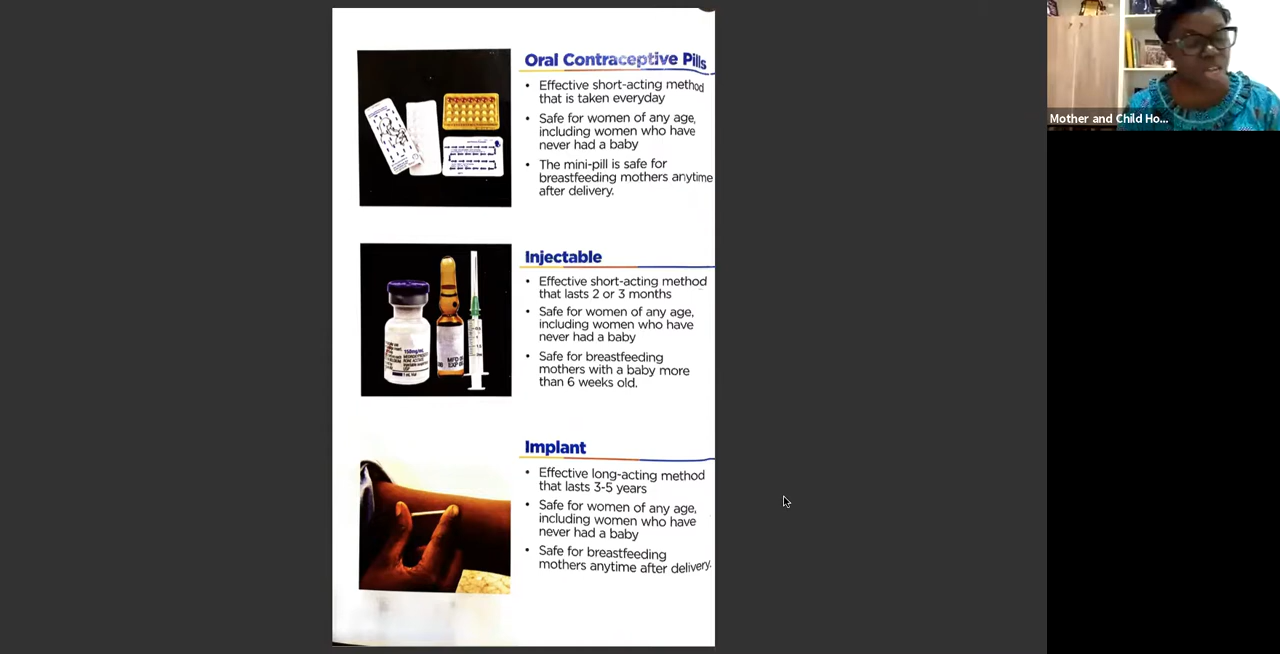 Oral Contraceptive Pills
• Effective short-acting method
that is taken everyday
• Safe for women of any age,
including women who have
never had a baby
• The mini-pill is safe for
breastfeeding mothers anytime
after delivery.
Injectable
• Effective short-acting method
that lasts 2 or 3 months
• Safe for women of any age,
including women who have
never had a baby
• Safe for breastfeeding
mothers with a baby more
than 6 weeks old.
150mg/mL
MFD
EXP
Implant
• Effective long-acting method
that lasts 3-5 years
• Safe for women of any age,
including women who have
never had a baby
• Safe for breastfeeding
mothers anytime after delivery.
Mother and Child Ho...